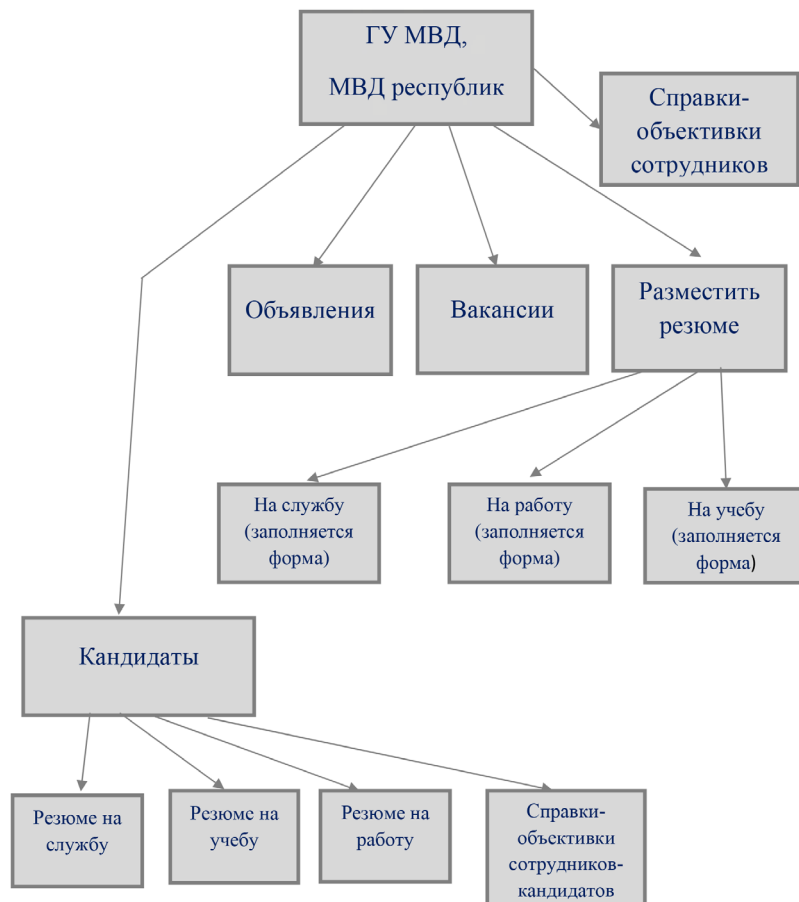 ГУ МВД,
МВД республик
Справки-
объективки
сотрудников
Объявления
Вакансии
Разместить
резюме
На службу
(заполняется
форма)
На работу
(заполняется
форма)
На учебу
(заполняется
форма)
Кандидаты
Резюме на
службу
Резюме на
учебу
Резюме на
работу
Справки-
объективки
сотрудников-
кандидатов